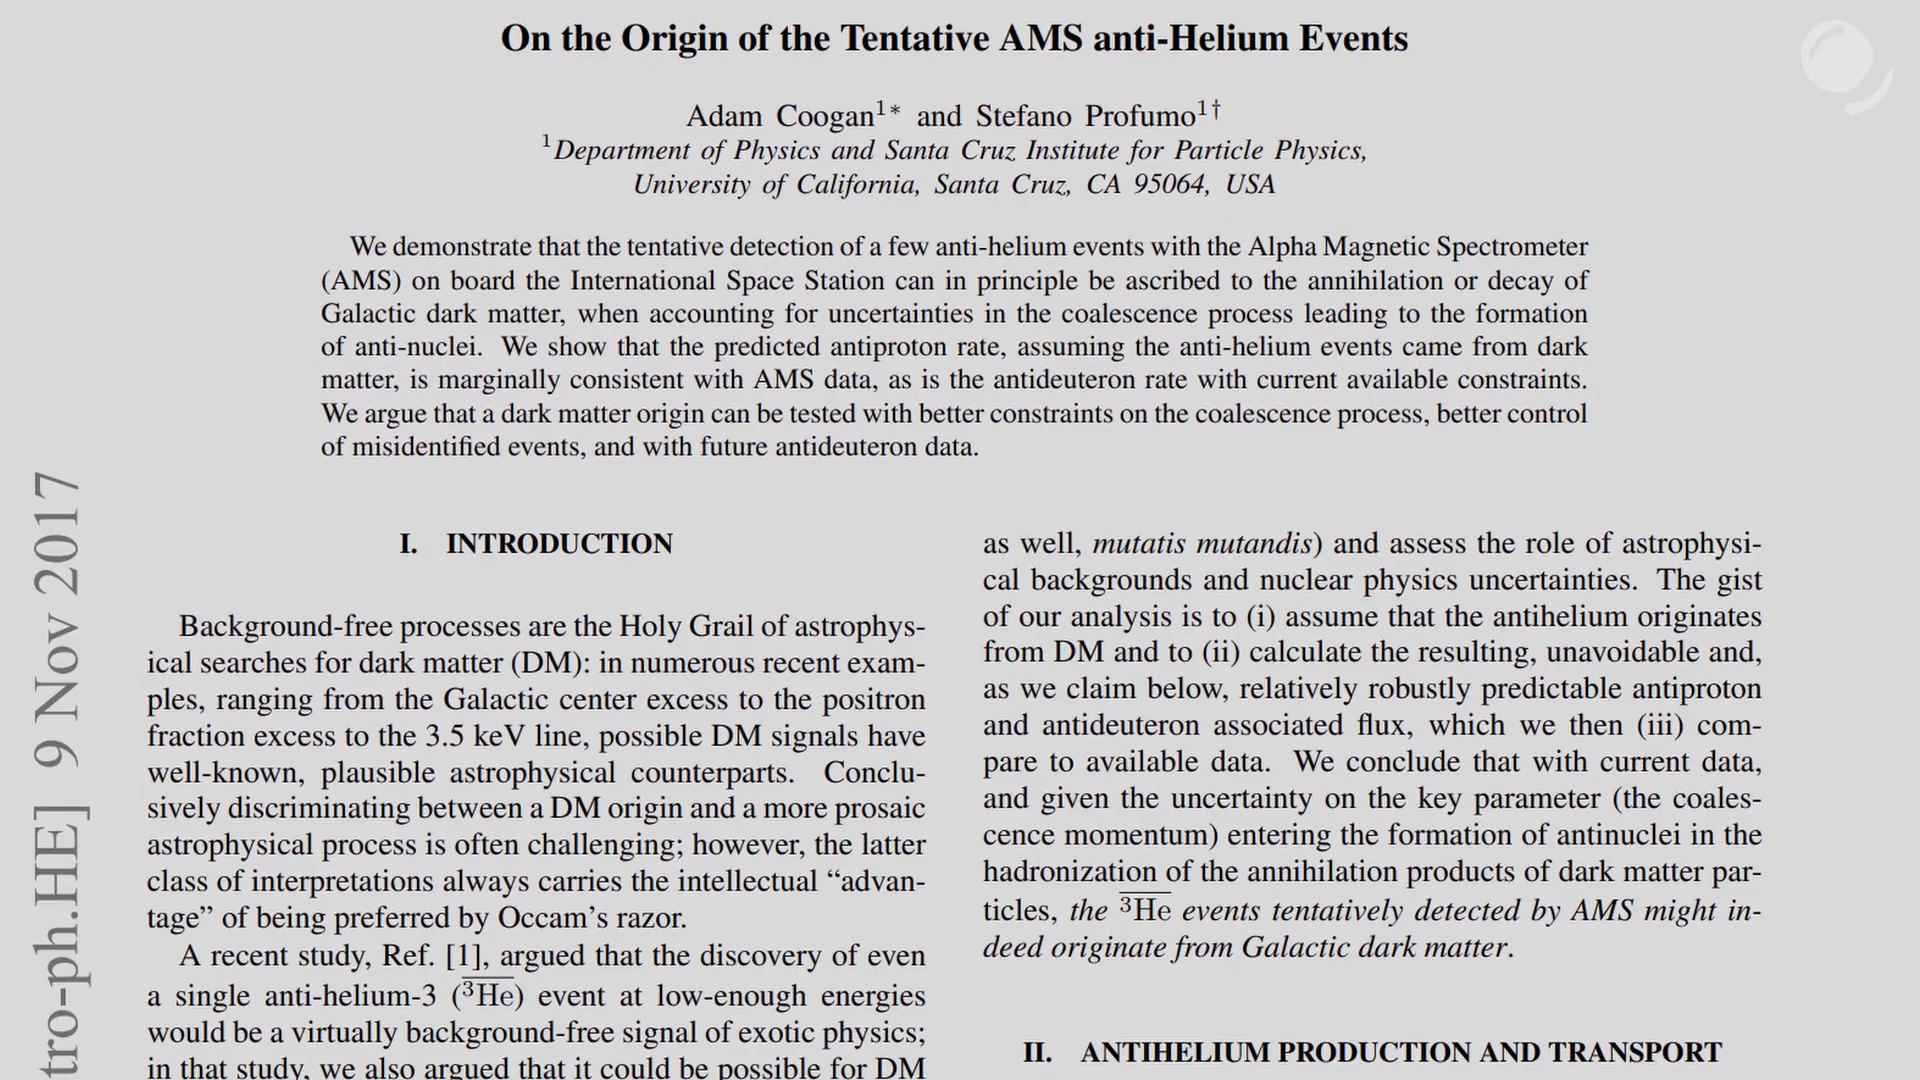 On the Origin of the Tentative AMS anti-Helium Events
Adam Coogan1* and Stefano Profumo1†
1Department of Physics and Santa Cruz Institute for Particle Physics,
University of California, Santa Cruz, CA 95064, USA
We demonstrate that the tentative detection of a few anti-helium events with the Alpha Magnetic Spectrometer
(AMS) on board the International Space Station can in principle be ascribed to the annihilation or decay of
Galactic dark matter, when accounting for uncertainties in the coalescence process leading to the formation
of anti-nuclei. We show that the predicted antiproton rate, assuming the anti-helium events came from dark
matter, is marginally consistent with AMS data, as is the antideuteron rate with current available constraints.
We argue that a dark matter origin can be tested with better constraints on the coalescence process, better control
of misidentified events, and with future antideuteron data.
tro-ph.HE] 9 Nov 2017
I. INTRODUCTION
Background-free processes are the Holy Grail of astrophys-
ical searches for dark matter (DM): in numerous recent exam-
ples, ranging from the Galactic center excess to the positron
fraction excess to the 3.5 keV line, possible DM signals have
well-known, plausible astrophysical counterparts. Conclu-
sively discriminating between a DM origin and a more prosaic
astrophysical process is often challenging; however, the latter
class of interpretations always carries the intellectual “advan-
tage” of being preferred by Occam’s razor.
A recent study, Ref. [1], argued that the discovery of even
a single anti-helium-3 (³H̅e̅) event at low-enough energies
would be a virtually background-free signal of exotic physics;
in that study, we also argued that it could be possible for DM
as well, mutatis mutandis) and assess the role of astrophysi-
cal backgrounds and nuclear physics uncertainties. The gist
of our analysis is to (i) assume that the antihelium originates
from DM and to (ii) calculate the resulting, unavoidable and,
as we claim below, relatively robustly predictable antiproton
and antideuteron associated flux, which we then (iii) com-
pare to available data. We conclude that with current data,
and given the uncertainty on the key parameter (the coales-
cence momentum) entering the formation of antinuclei in the
hadronization of the annihilation products of dark matter par-
ticles, the ³H̅e̅ events tentatively detected by AMS might in-
deed originate from Galactic dark matter.
II. ANTIHELIUM PRODUCTION AND TRANSPORT